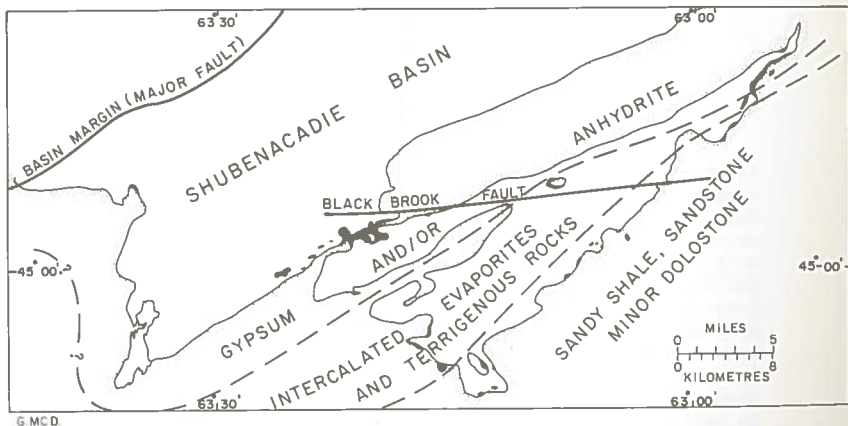 63°30'
63°00'
BASIN MARGIN (MAJOR FAULT)
SHUBENACADIE BASIN
ANHYDRITE
BLACK BROOK FAULT
AND/OR
GYPSUM
45°00'
45°00'
INTERCALATED EVAPORITES
AND TERRIGENOUS ROCKS
SANDY SHALE, SANDSTONE
MINOR DOLOSTONE
?
?
0 MILES 5
0 8
KILOMETRES
63°30'
63°00'
G.MC D.